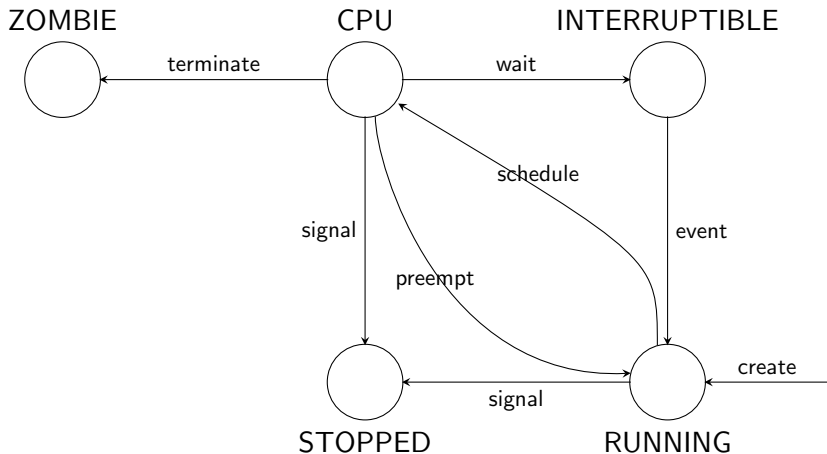 ZOMBIE
CPU
INTERRUPTIBLE
terminate
wait
schedule
signal
event
preempt
create
signal
STOPPED
RUNNING